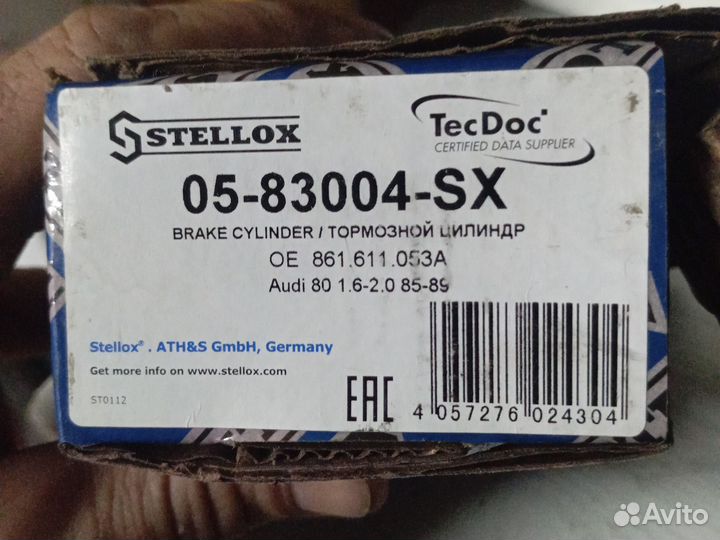 STELLOX
TecDoc
CERTIFIED DATA SUPPLIER
05-83004-SX
BRAKE CYLINDER / ТОРМОЗНОЙ ЦИЛИНДР
OE 861.611.053A
Audi 80 1.6-2.0 85-89
Stellox® . ATH&S GmbH, Germany
Get more info on www.stellox.com
ST0112
EAC
4 057276 024304
Avito